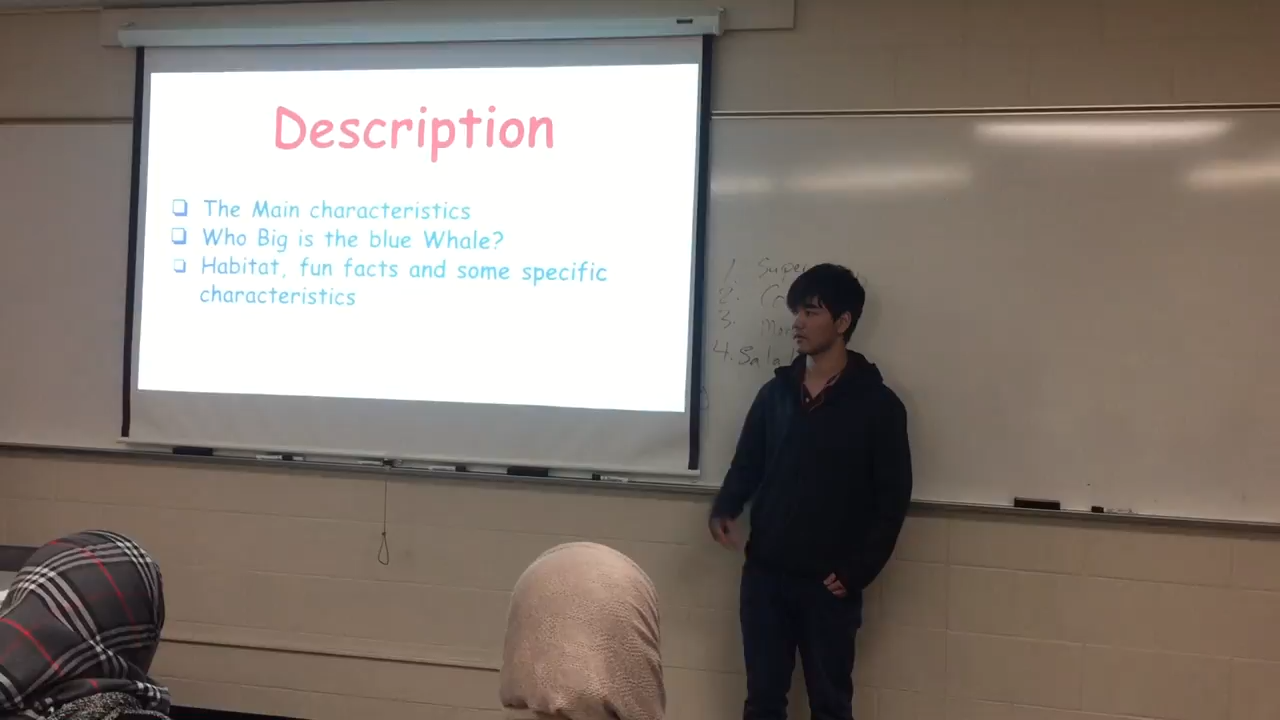 Description
The Main characteristics
Who Big is the blue Whale?
Habitat, fun facts and some specific
characteristics
1. Super
2.
3.
4.